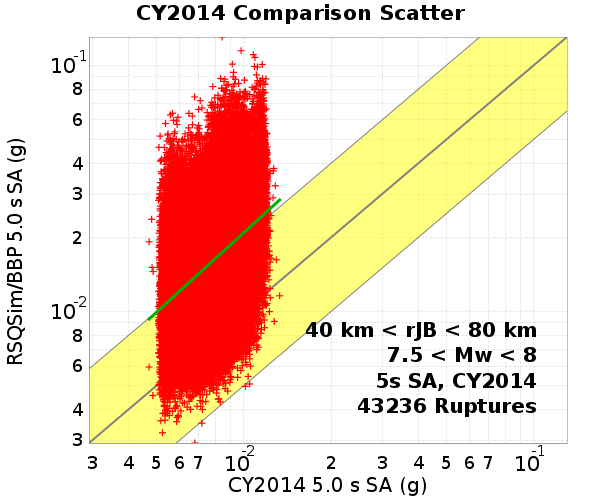 CY2014 Comparison Scatter
RSQSim/BBP 5.0 s SA (g)
10-1
8
6
4
3
2
10-2
8
6
4
3
40 km < rJB < 80 km
7.5 < Mw < 8
5s SA, CY2014
43236 Ruptures
3 4 5 6 7 10-2 2 3 4 5 6 7 10-1
CY2014 5.0 s SA (g)